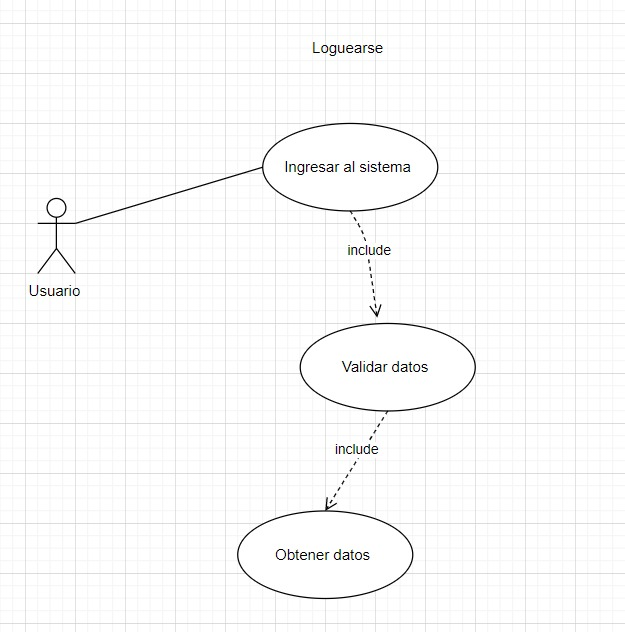 Loguearse
Ingresar al sistema
include
Usuario
Validar datos
include
Obtener datos